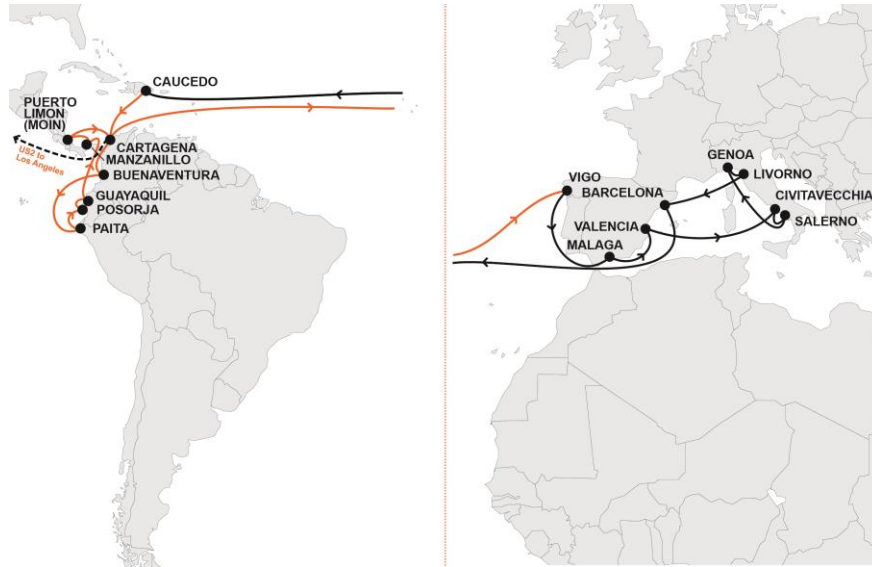 CAUCEDO
PUERTO
LIMON
(MOIN)
US2 to
Los Angeles
CARTAGENA
MANZANILLO
BUENAVENTURA
GUAYAQUIL
POSORJA
PAITA
GENOA
LIVORNO
VIGO
BARCELONA
CIVITAVECCHIA
VALENCIA
SALERNO
MALAGA